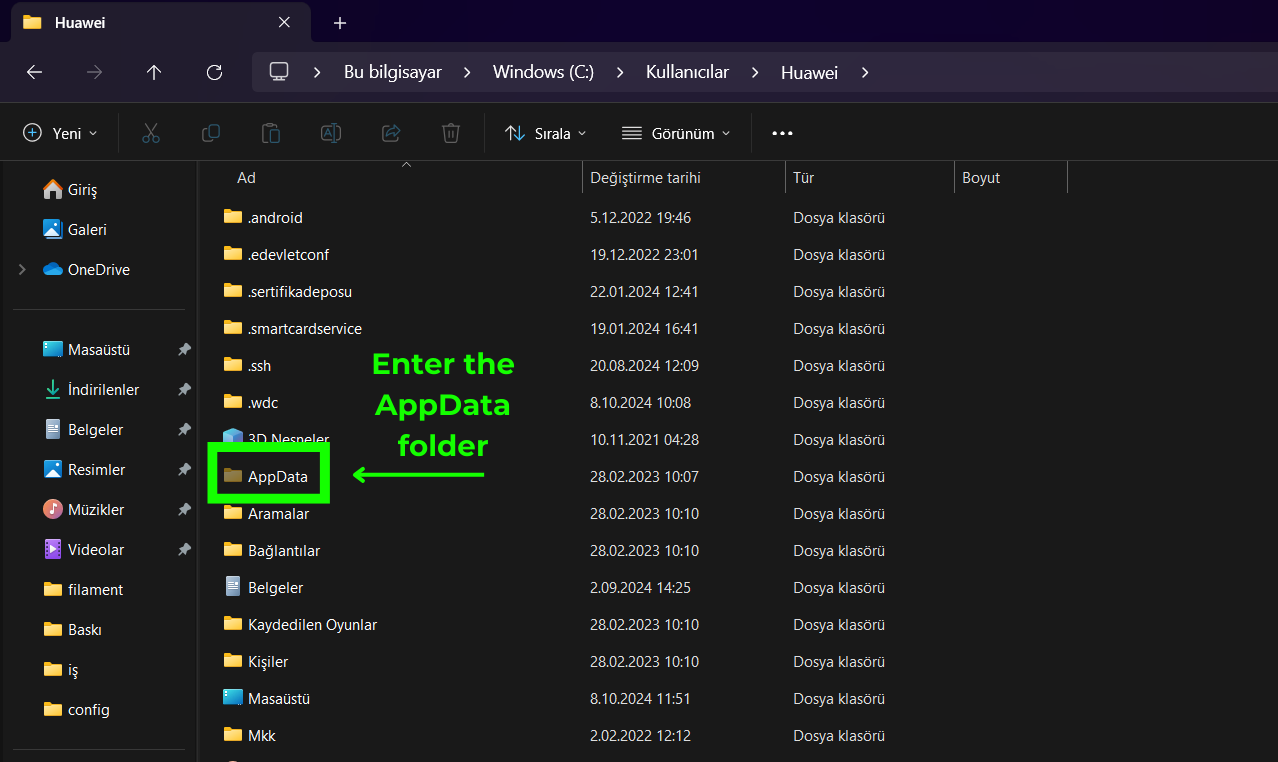 Huawei
Bu bilgisayar > Windows (C:) > Kullanıcılar > Huawei >
Yeni Sırala Görünüm
Ad Değiştirme tarihi Tür Boyut
Giriş
Galeri
OneDrive
Masaüstü
İndirilenler
Belgeler
Resimler
Müzikler
Videolar
filament
Baskı
iş
config
.android 5.12.2022 19:46 Dosya klasörü
.edevletconf 19.12.2022 23:01 Dosya klasörü
.sertifikadeposu 22.01.2024 12:41 Dosya klasörü
.smartcardservice 19.01.2024 16:41 Dosya klasörü
.ssh 20.08.2024 12:09 Dosya klasörü
.wdc 8.10.2024 10:08 Dosya klasörü
3D Nesneler 10.11.2021 04:28 Dosya klasörü
AppData 28.02.2023 10:07 Dosya klasörü
Aramalar 28.02.2023 10:10 Dosya klasörü
Bağlantılar 28.02.2023 10:10 Dosya klasörü
Belgeler 2.09.2024 14:25 Dosya klasörü
Kaydedilen Oyunlar 28.02.2023 10:10 Dosya klasörü
Kişiler 28.02.2023 10:10 Dosya klasörü
Masaüstü 8.10.2024 11:51 Dosya klasörü
Mkk 2.02.2022 12:12 Dosya klasörü
Enter the
AppData
folder